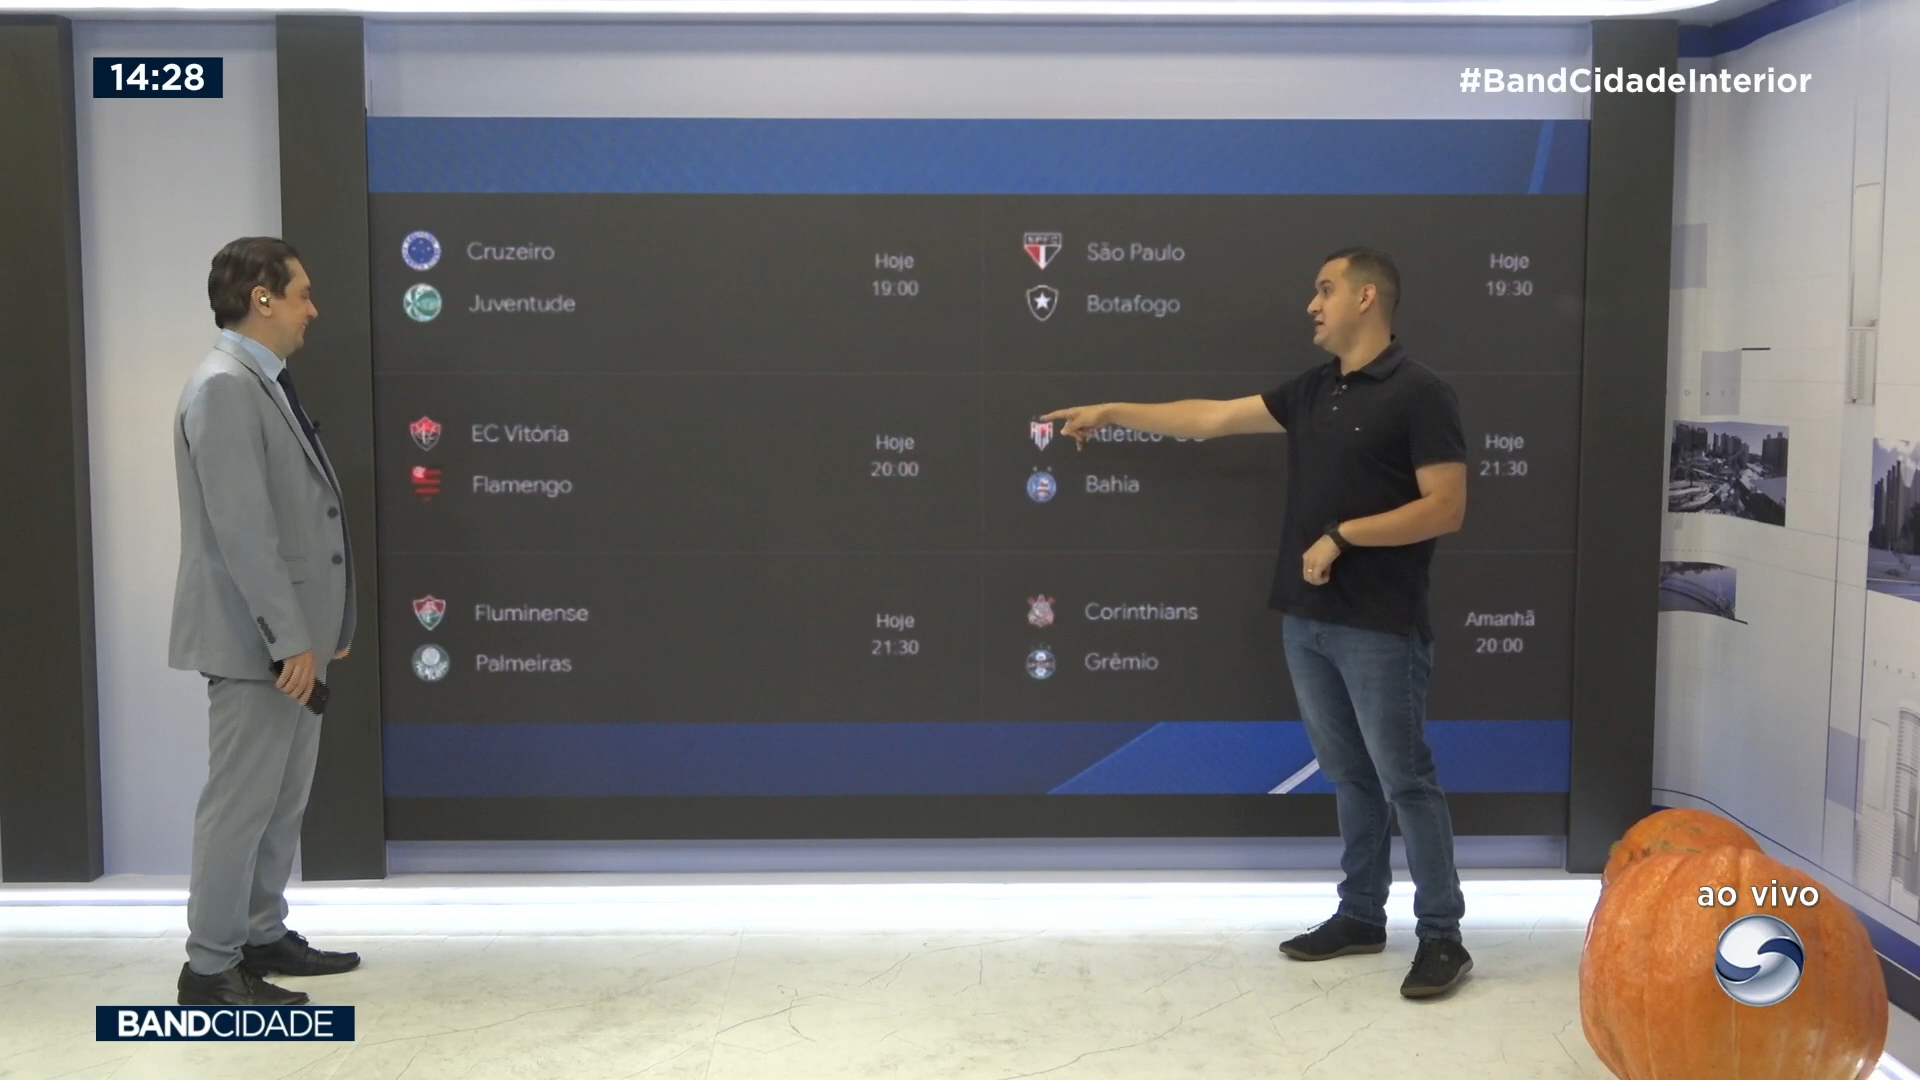 14:28
#BandCidadeInterior
Cruzeiro
Juventude
Hoje
19:00
São Paulo
Botafogo
Hoje
19:30
EC Vitória
Flamengo
Hoje
20:00
Atlético
Bahia
Hoje
21:30
Fluminense
Palmeiras
Hoje
21:30
Corinthians
Grêmio
Amanhã
20:00
ao vivo
BANDCIDADE